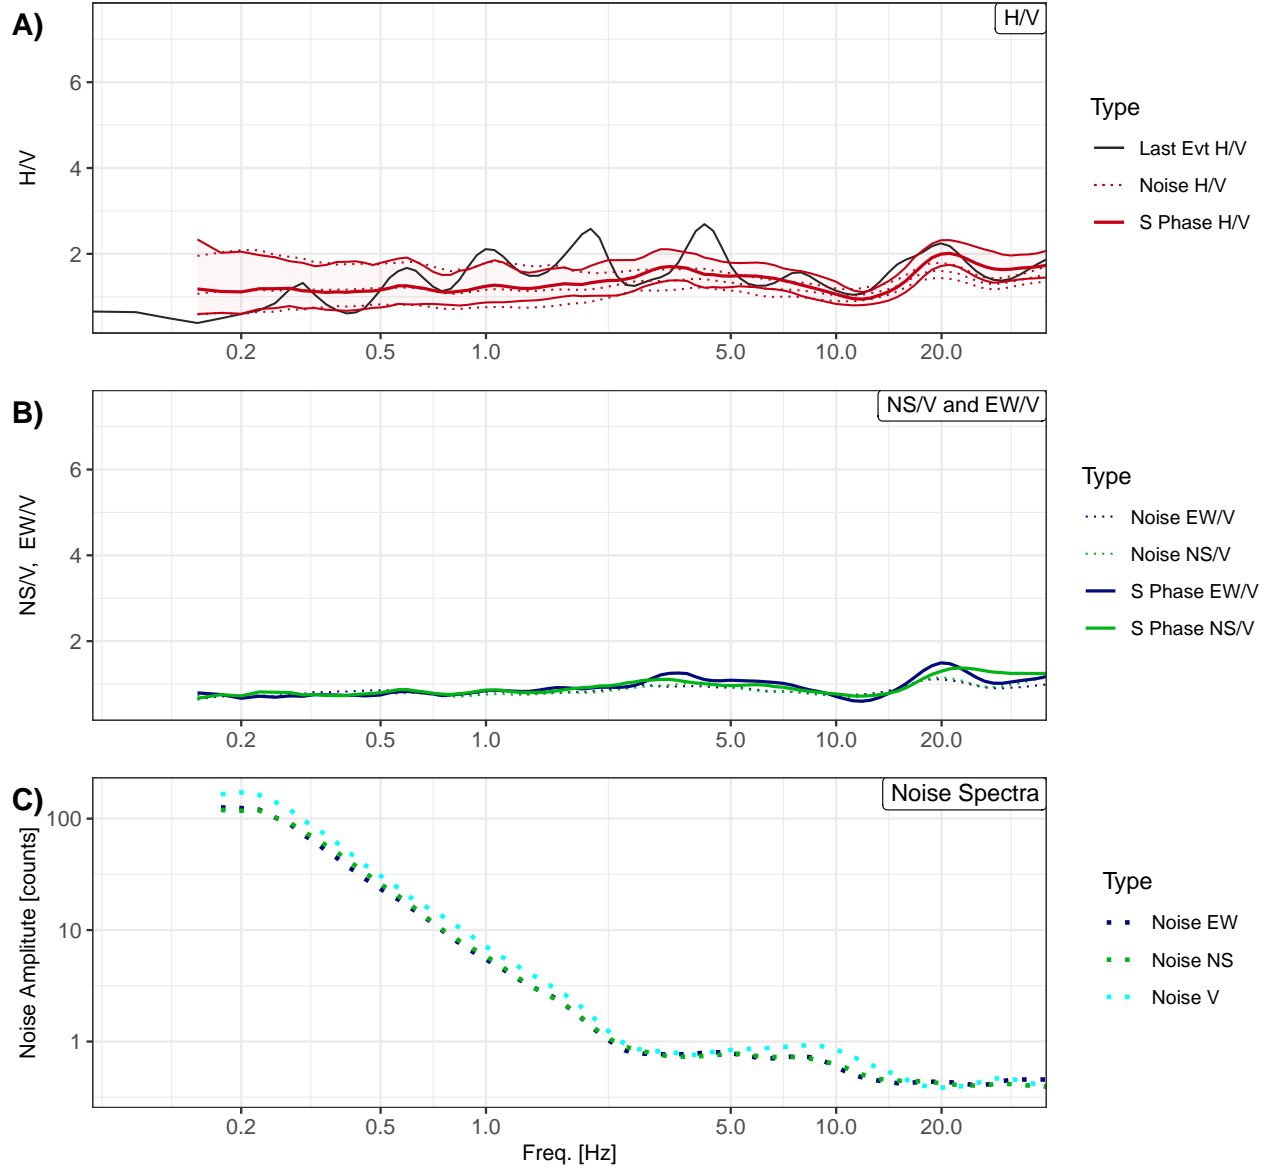 A)
H/V
6
4
2
H/V
0.2 0.5 1.0 5.0 10.0 20.0
Type
Last Evt H/V
Noise H/V
S Phase H/V
B)
NS/V and EW/V
6
4
2
NS/V, EW/V
0.2 0.5 1.0 5.0 10.0 20.0
Type
Noise EW/V
Noise NS/V
S Phase EW/V
S Phase NS/V
C)
Noise Spectra
100
10
1
Noise Amplitute [counts]
0.2 0.5 1.0 5.0 10.0 20.0
Freq. [Hz]
Type
Noise EW
Noise NS
Noise V